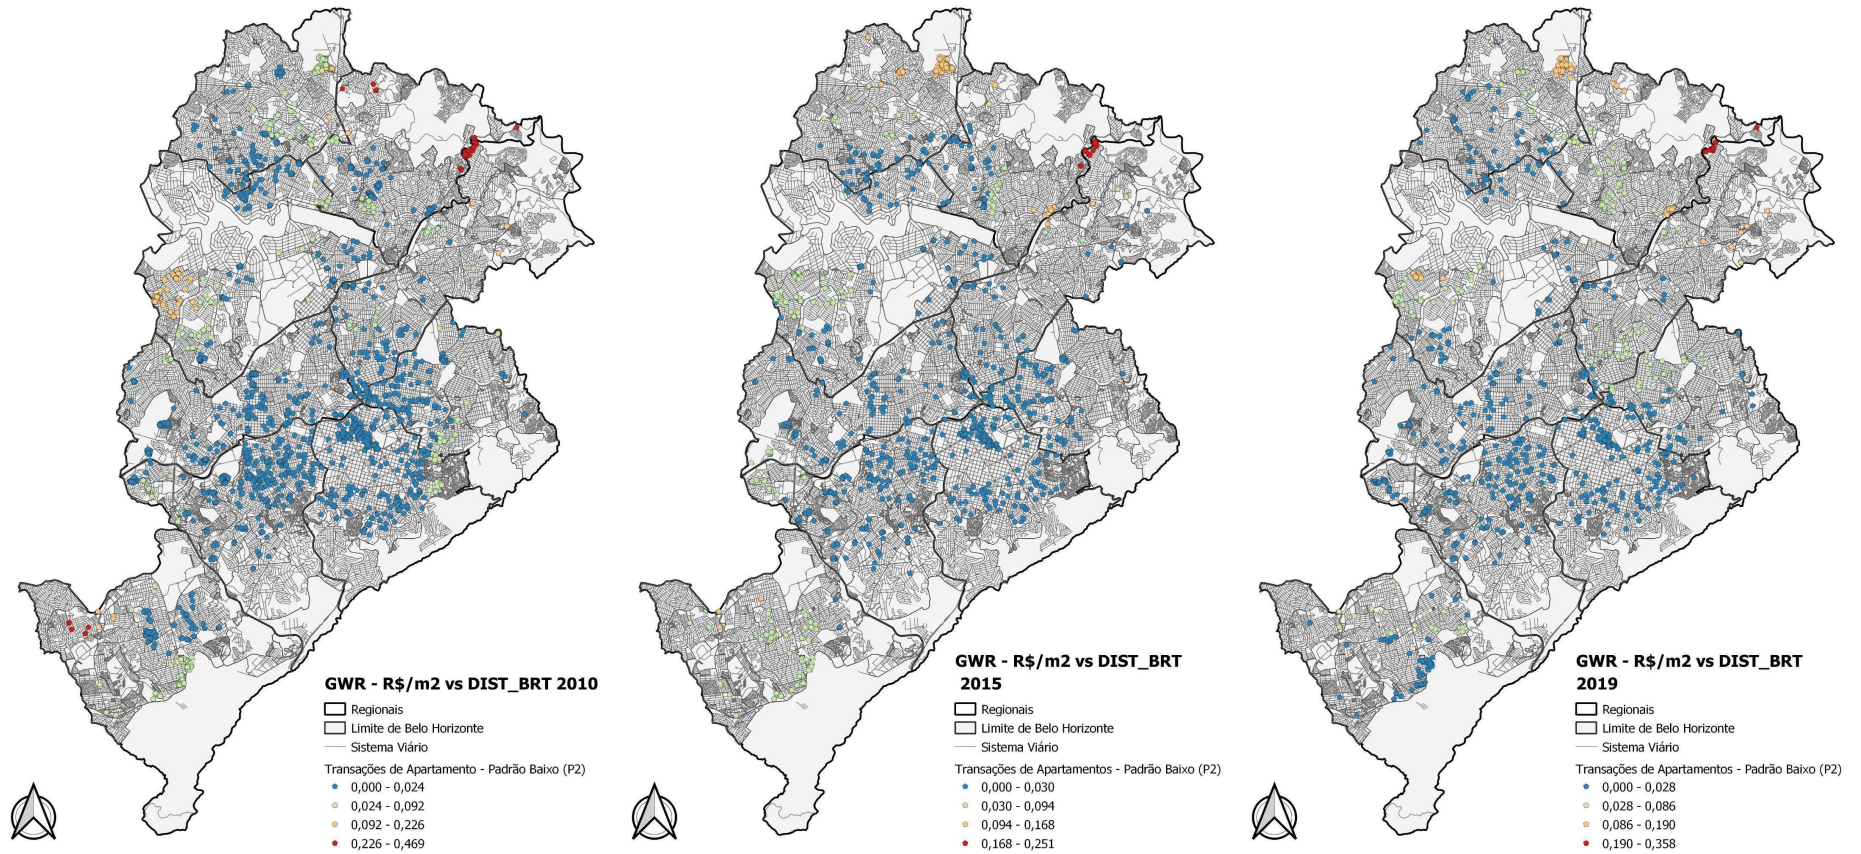 GWR - R$/m2 vs DIST_BRT 2010
Regionais
Limite de Belo Horizonte
Sistema Viário
Transações de Apartamento - Padrão Baixo (P2)
0,000 - 0,024
0,024 - 0,092
0,092 - 0,226
0,226 - 0,469
GWR - R$/m2 vs DIST_BRT
2015
Regionais
Limite de Belo Horizonte
Sistema Viário
Transações de Apartamentos - Padrão Baixo (P2)
0,000 - 0,030
0,030 - 0,094
0,094 - 0,168
0,168 - 0,251
GWR - R$/m2 vs DIST_BRT
2019
Regionais
Limite de Belo Horizonte
Sistema Viário
Transações de Apartamentos - Padrão Baixo (P2)
0,000 - 0,028
0,028 - 0,086
0,086 - 0,190
0,190 - 0,358